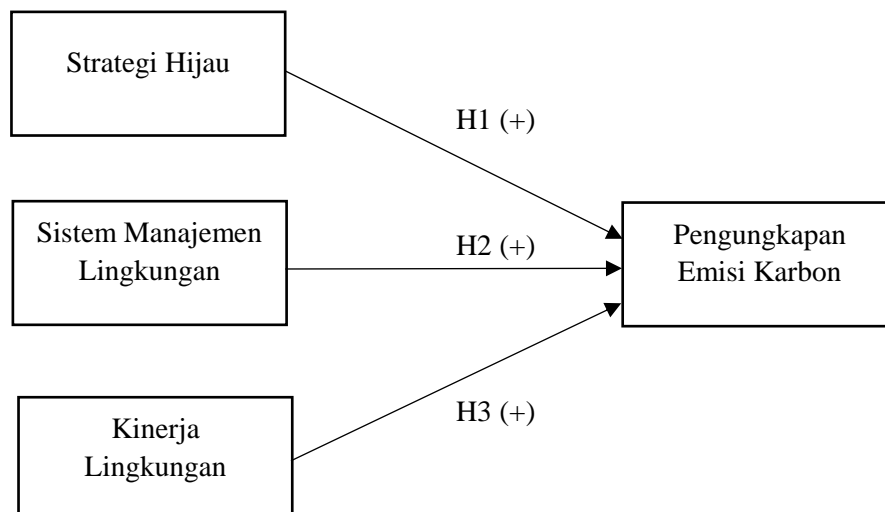 Strategi Hijau
H1 (+)
Sistem Manajemen
Lingkungan
H2 (+)
Pengungkapan
Emisi Karbon
H3 (+)
Kinerja
Lingkungan